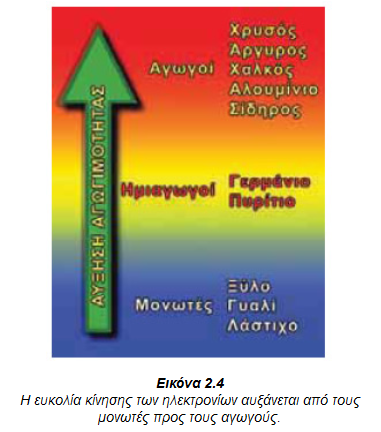 Χρυσός
Άργυρος
Αγωγοί
Χαλκός
Αλουμίνιο
Σίδηρος
ΑΥΞΗΣΗ ΑΓΩΓΙΜΟΤΗΤΑΣ
Ημιαγωγοί
Γερμάνιο
Πυρίτιο
Μονωτές
Ξύλο
Γυαλί
Λάστιχο
Εικόνα 2.4
Η ευκολία κίνησης των ηλεκτρονίων αυξάνεται από τους
μονωτές προς τους αγωγούς.